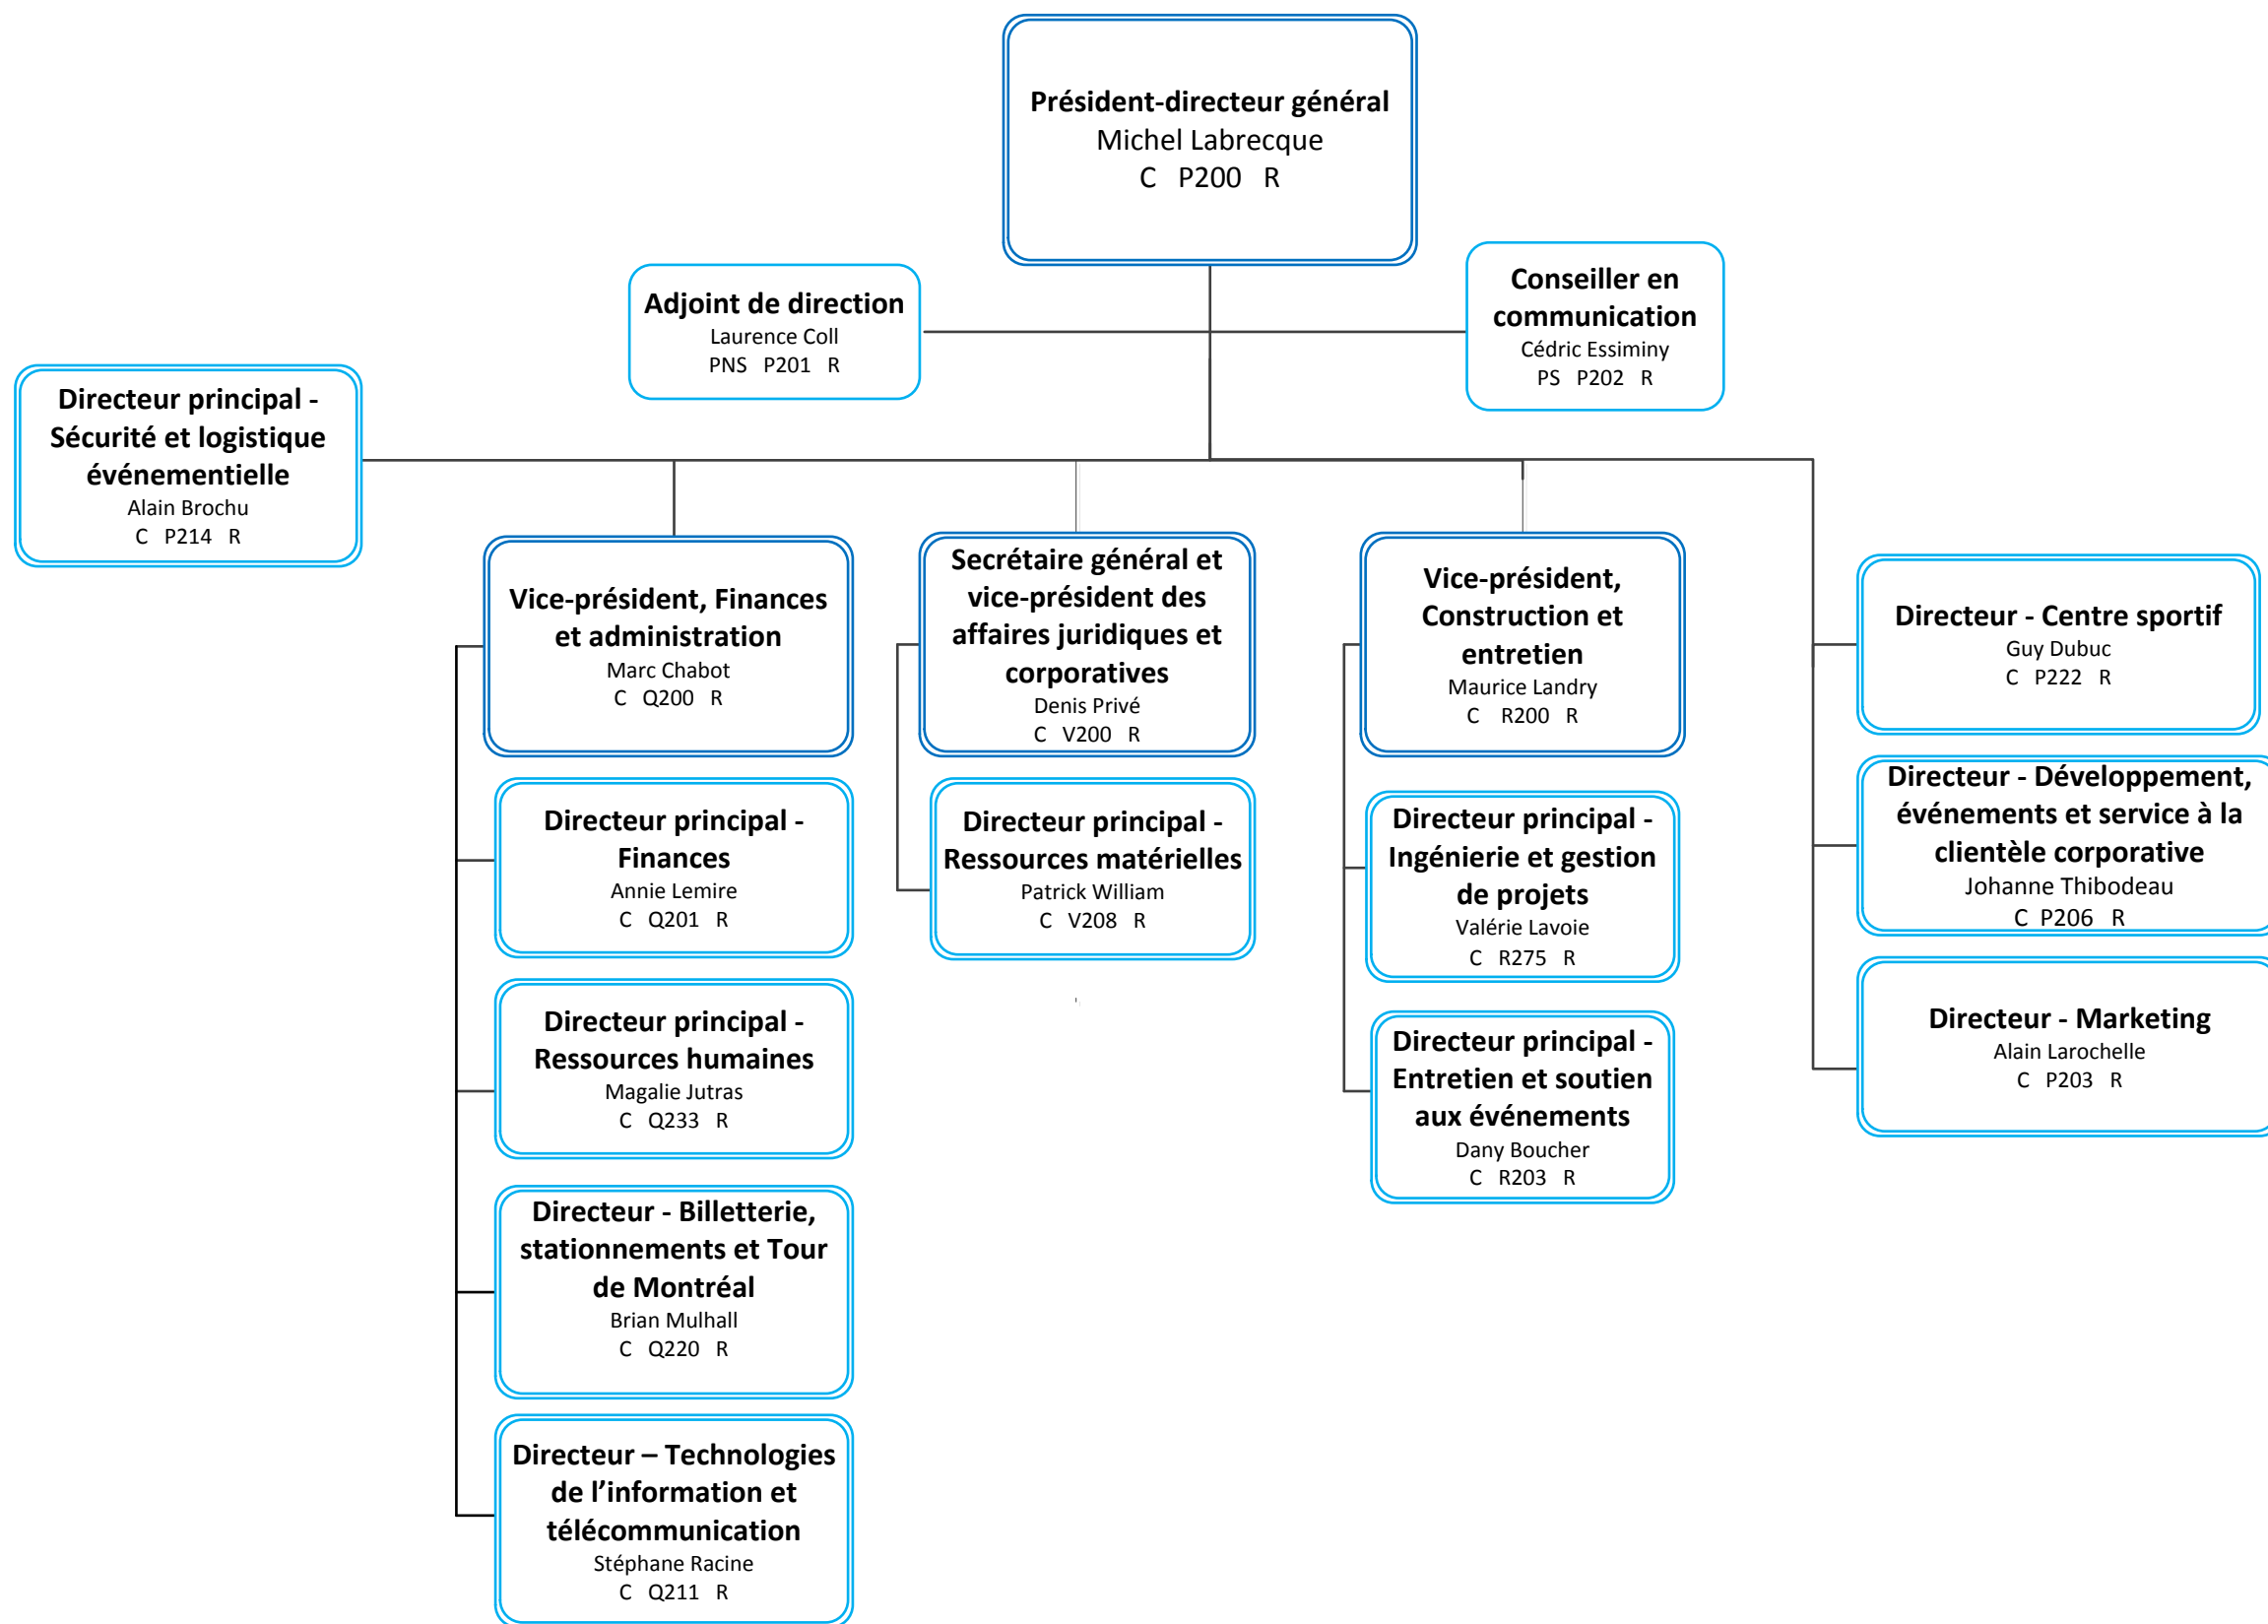 Président-directeur général
Michel Labrecque
C P200 R
Adjoint de direction
Laurence Coll
PNS P201 R
Conseiller en
communication
Cédric Essiminy
PS P202 R
Directeur principal -
Sécurité et logistique
événementielle
Alain Brochu
C P214 R
Vice-président, Finances
et administration
Marc Chabot
C Q200 R
Directeur principal -
Finances
Annie Lemire
C Q201 R
Directeur principal -
Ressources humaines
Magalie Jutras
C Q233 R
Directeur - Billetterie,
stationnements et Tour
de Montréal
Brian Mulhall
C Q220 R
Directeur – Technologies
de l’information et
télécommunication
Stéphane Racine
C Q211 R
Secrétaire général et
vice-président des
affaires juridiques et
corporatives
Denis Privé
C V200 R
Directeur principal -
Ressources matérielles
Patrick William
C V208 R
Vice-président,
Construction et
entretien
Maurice Landry
C R200 R
Directeur principal -
Ingénierie et gestion
de projets
Valérie Lavoie
C R275 R
Directeur principal -
Entretien et soutien
aux événements
Dany Boucher
C R203 R
Directeur - Centre sportif
Guy Dubuc
C P222 R
Directeur - Développement,
événements et service à la
clientèle corporative
Johanne Thibodeau
C P206 R
Directeur - Marketing
Alain Larochelle
C P203 R